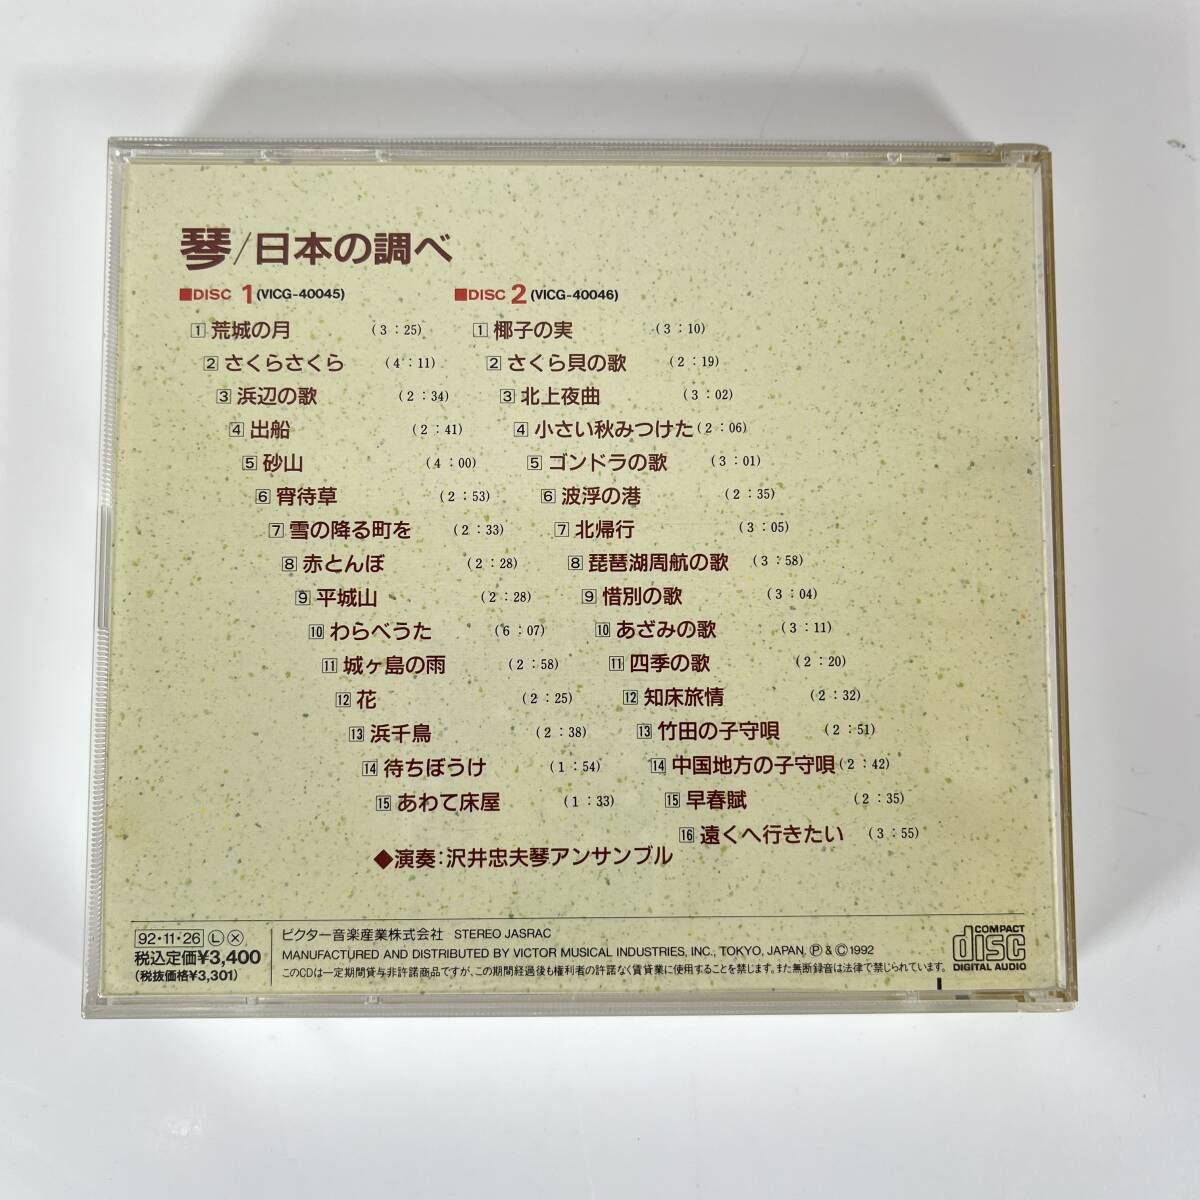 琴/日本の調べ
■DISC 1 (VICG-40045)
1 荒城の月 (3:25)
2 さくらさくら (4:11)
3 浜辺の歌 (2:34)
4 出船 (2:41)
5 砂山 (4:00)
6 宵待草 (2:53)
7 雪の降る町を (2:33)
8 赤とんぼ (2:28)
9 平城山 (2:28)
10 わらべうた (6:07)
11 城ヶ島の雨 (2:58)
12 花 (2:25)
13 浜千鳥 (2:38)
14 待ちぼうけ (1:54)
15 あわて床屋 (1:33)
■DISC 2 (VICG-40046)
1 椰子の実 (3:10)
2 さくら貝の歌 (2:19)
3 北上夜曲 (3:02)
4 小さい秋みつけた (2:06)
5 ゴンドラの歌 (3:01)
6 波浮の港 (2:35)
7 北帰行 (3:05)
8 琵琶湖周航の歌 (3:58)
9 惜別の歌 (3:04)
10 あざみの歌 (3:11)
11 四季の歌 (2:20)
12 知床旅情 (2:32)
13 竹田の子守唄 (2:51)
14 中国地方の子守唄 (2:42)
15 早春賦 (2:35)
16 遠くへ行きたい (3:55)
◆演奏:沢井忠夫琴アンサンブル
92・11・26 Ⓛ Ⓧ
税込定価¥3,400
(税抜価格¥3,301)
ビクター音楽産業株式会社 STEREO JASRAC
MANUFACTURED AND DISTRIBUTED BY VICTOR MUSICAL INDUSTRIES, INC., TOKYO, JAPAN. Ⓟ & Ⓒ 1992
このCDは一定期間貸与非許諾商品ですが、この期間経過後も権利者の許諾なく賃貸業に使用することを禁じます。また無断録音は法律で禁じられています。
COMPACT
disc
DIGITAL AUDIO